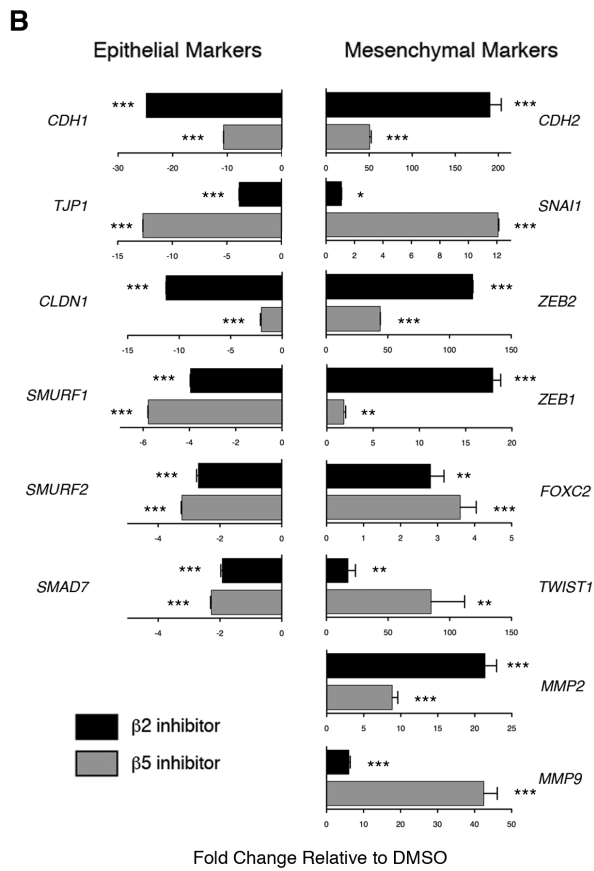 B
Epithelial Markers
Mesenchymal Markers
CDH1
***
***
-30 -20 -10 0
***
***
0 50 100 150 200
CDH2
TJP1
***
***
-15 -10 -5 0
*
***
0 2 4 6 8 10 12
SNAI1
CLDN1
***
***
-15 -10 -5 0
***
***
0 50 100 150
ZEB2
SMURF1
***
***
-6 -4 -2 0
***
**
0 5 10 15 20
ZEB1
SMURF2
***
***
-4 -2 0
**
***
0 1 2 3 4 5
FOXC2
SMAD7
***
***
-4 -2 0
**
**
0 50 100 150
TWIST1
***
***
0 5 10 15 20 25
MMP2
***
***
0 10 20 30 40 50
MMP9
β2 inhibitor
β5 inhibitor
Fold Change Relative to DMSO